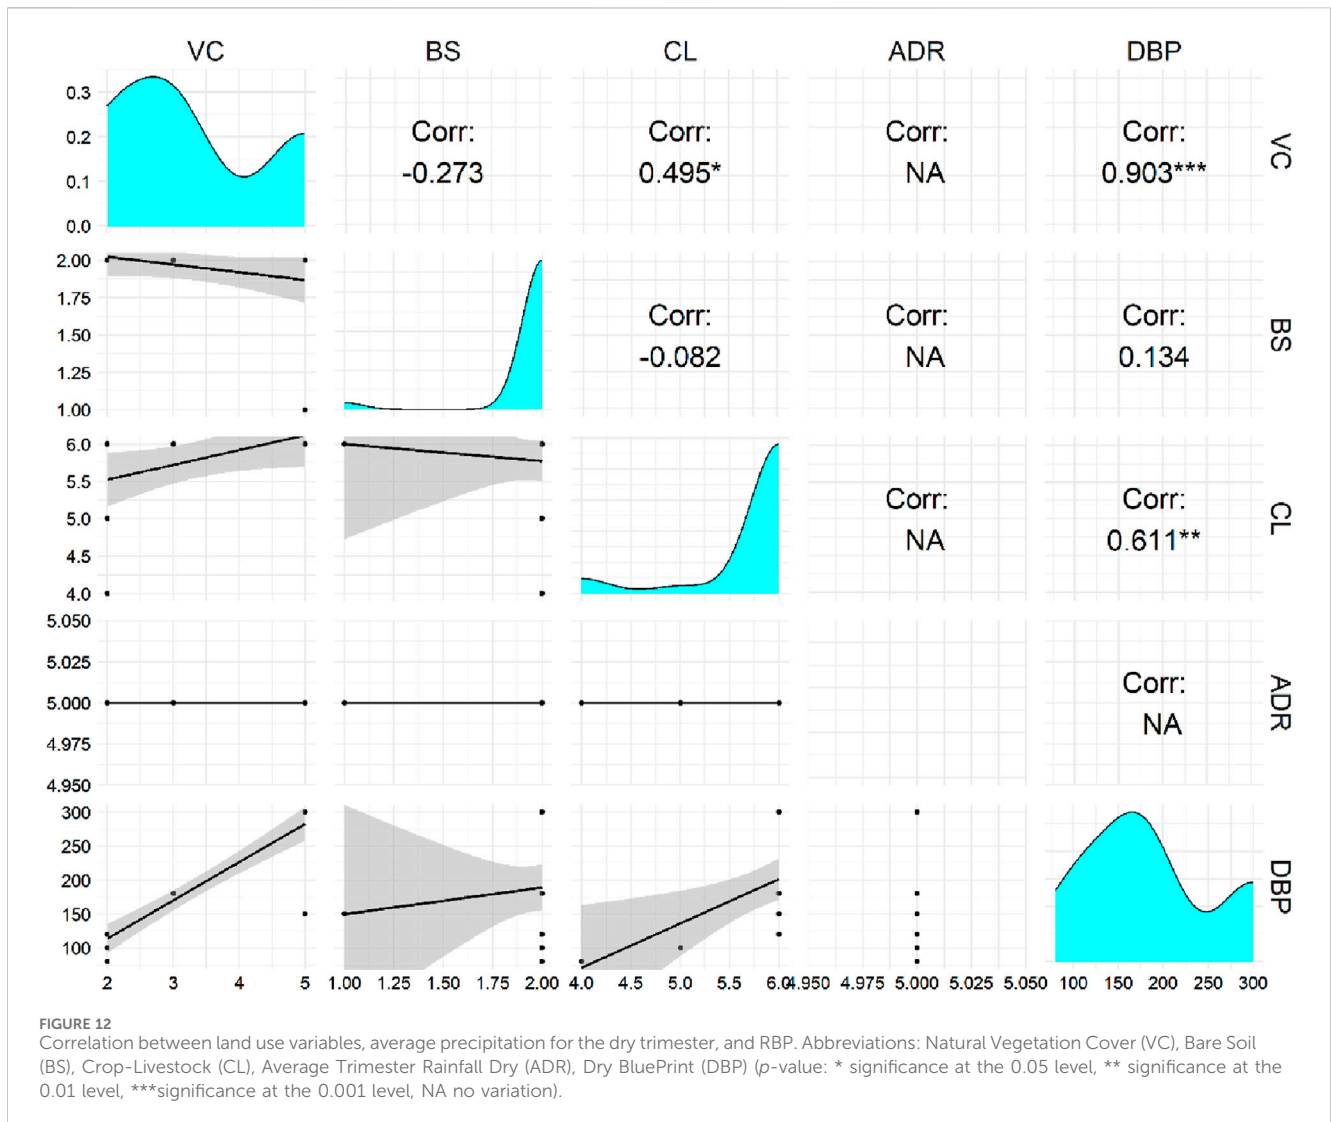 VC BS CL ADR DBP
0.3
0.2
0.1
0.0
Corr:
-0.273
Corr:
0.495*
Corr:
NA
Corr:
0.903***
VC
2.00
1.75
1.50
1.25
1.00
Corr:
-0.082
Corr:
NA
Corr:
0.134
BS
6.0
5.5
5.0
4.5
4.0
Corr:
NA
Corr:
0.611**
CL
5.050
5.025
5.000
4.975
4.950
Corr:
NA
ADR
300
250
200
150
100
DBP
2 3 4 5 1.00 1.25 1.50 1.75 2.00 4.0 4.5 5.0 5.5 6.0 4.950 4.975 5.000 5.025 5.050 100 150 200 250 300
FIGURE 12
Correlation between land use variables, average precipitation for the dry trimester, and RBP. Abbreviations: Natural Vegetation Cover (VC), Bare Soil
(BS), Crop-Livestock (CL), Average Trimester Rainfall Dry (ADR), Dry BluePrint (DBP) (p-value: * significance at the 0.05 level, ** significance at the
0.01 level, ***significance at the 0.001 level, NA no variation).